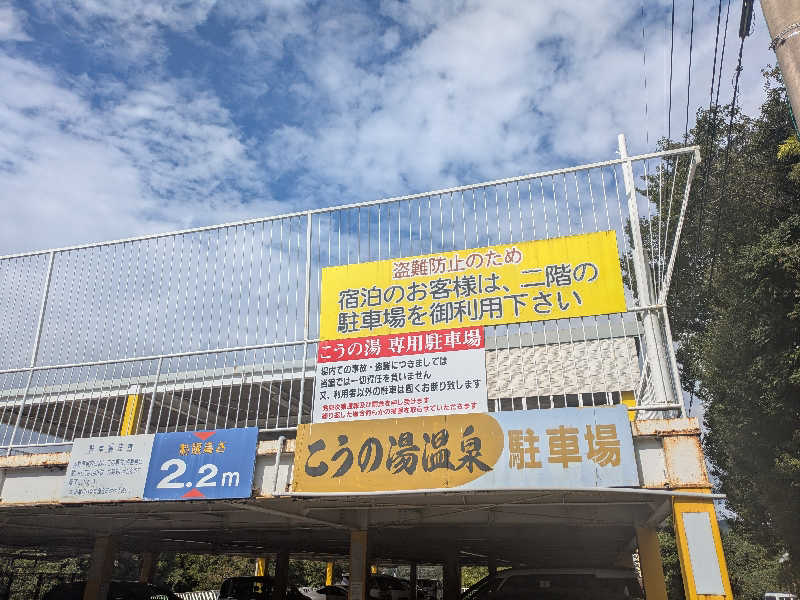 盗難防止のため
宿泊のお客様は、二階の
駐車場を御利用下さい
こうの湯 専用駐車場
場内での事故・盗難につきましては
当館では一切責任を負いません
又、利用者以外の駐車は固くお断り致します
こうの湯温泉
駐車場
制限高さ
2.2m